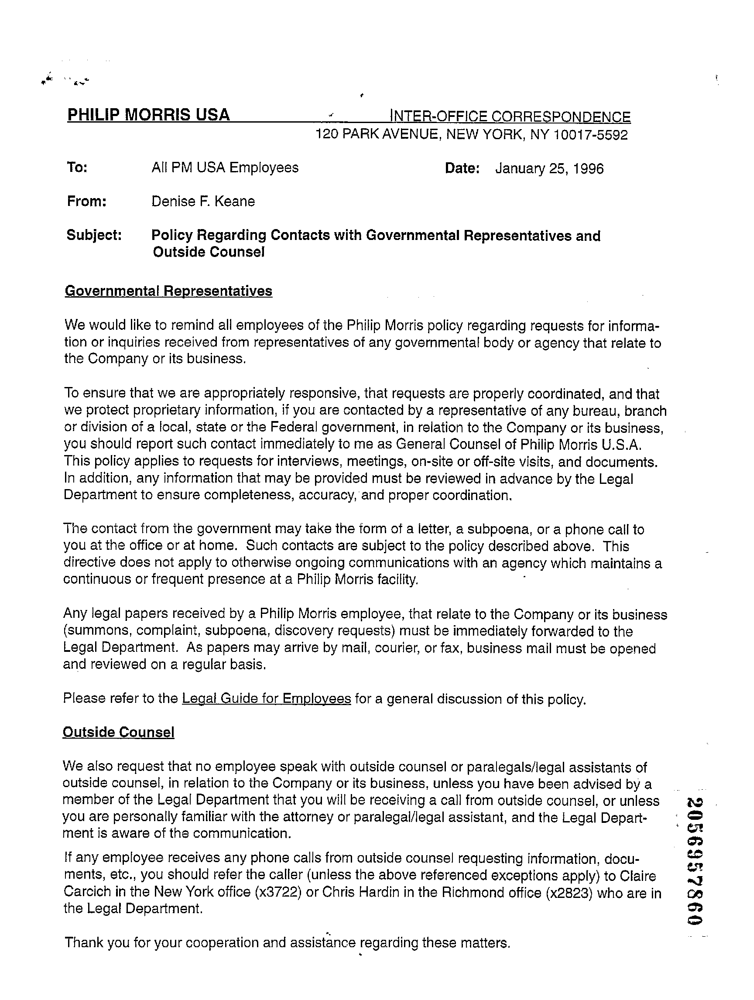 PHILIP MORRIS USA INTER-OFFICE CORRESPONDENCE
120 PARK AVENUE, NEW YORK, NY 10017-5592
To: All PM USA Employees Date: January 25, 1996
From: Denise F. Keane
Subject: Policy Regarding Contacts with Governmental Representatives and
Outside Counsel
Governmental Representatives
We would like to remind all employees of the Philip Morris policy regarding requests for informa-
tion or inquiries received from representatives of any governmental body or agency that relate to
the Company or its business.
To ensure that we are appropriately responsive, that requests are properly coordinated, and that
we protect proprietary information, if you are contacted by a representative of any bureau, branch
or division of a local, state or the Federal government, in relation to the Company or its business,
you should report such contact immediately to me as General Counsel of Philip Morris U.S.A.
This policy applies to requests for interviews, meetings, on-site or off-site visits, and documents.
In addition, any information that may be provided must be reviewed in advance by the Legal
Department to ensure completeness, accuracy, and proper coordination.
The contact from the government may take the form of a letter, a subpoena, or a phone call to
you at the office or at home. Such contacts are subject to the policy described above. This
directive does not apply to otherwise ongoing communications with an agency which maintains a
continuous or frequent presence at a Philip Morris facility.
Any legal papers received by a Philip Morris employee, that relate to the Company or its business
(summons, complaint, subpoena, discovery requests) must be immediately forwarded to the
Legal Department. As papers may arrive by mail, courier, or fax, business mail must be opened
and reviewed on a regular basis.
Please refer to the Legal Guide for Employees for a general discussion of this policy.
Outside Counsel
We also request that no employee speak with outside counsel or paralegals/legal assistants of
outside counsel, in relation to the Company or its business, unless you have been advised by a
member of the Legal Department that you will be receiving a call from outside counsel, or unless
you are personally familiar with the attorney or paralegal/legal assistant, and the Legal Depart-
ment is aware of the communication.
If any employee receives any phone calls from outside counsel requesting information, docu-
ments, etc., you should refer the caller (unless the above referenced exceptions apply) to Claire
Carcich in the New York office (x3722) or Chris Hardin in the Richmond office (x2823) who are in
the Legal Department.
Thank you for your cooperation and assistance regarding these matters.
2056957860